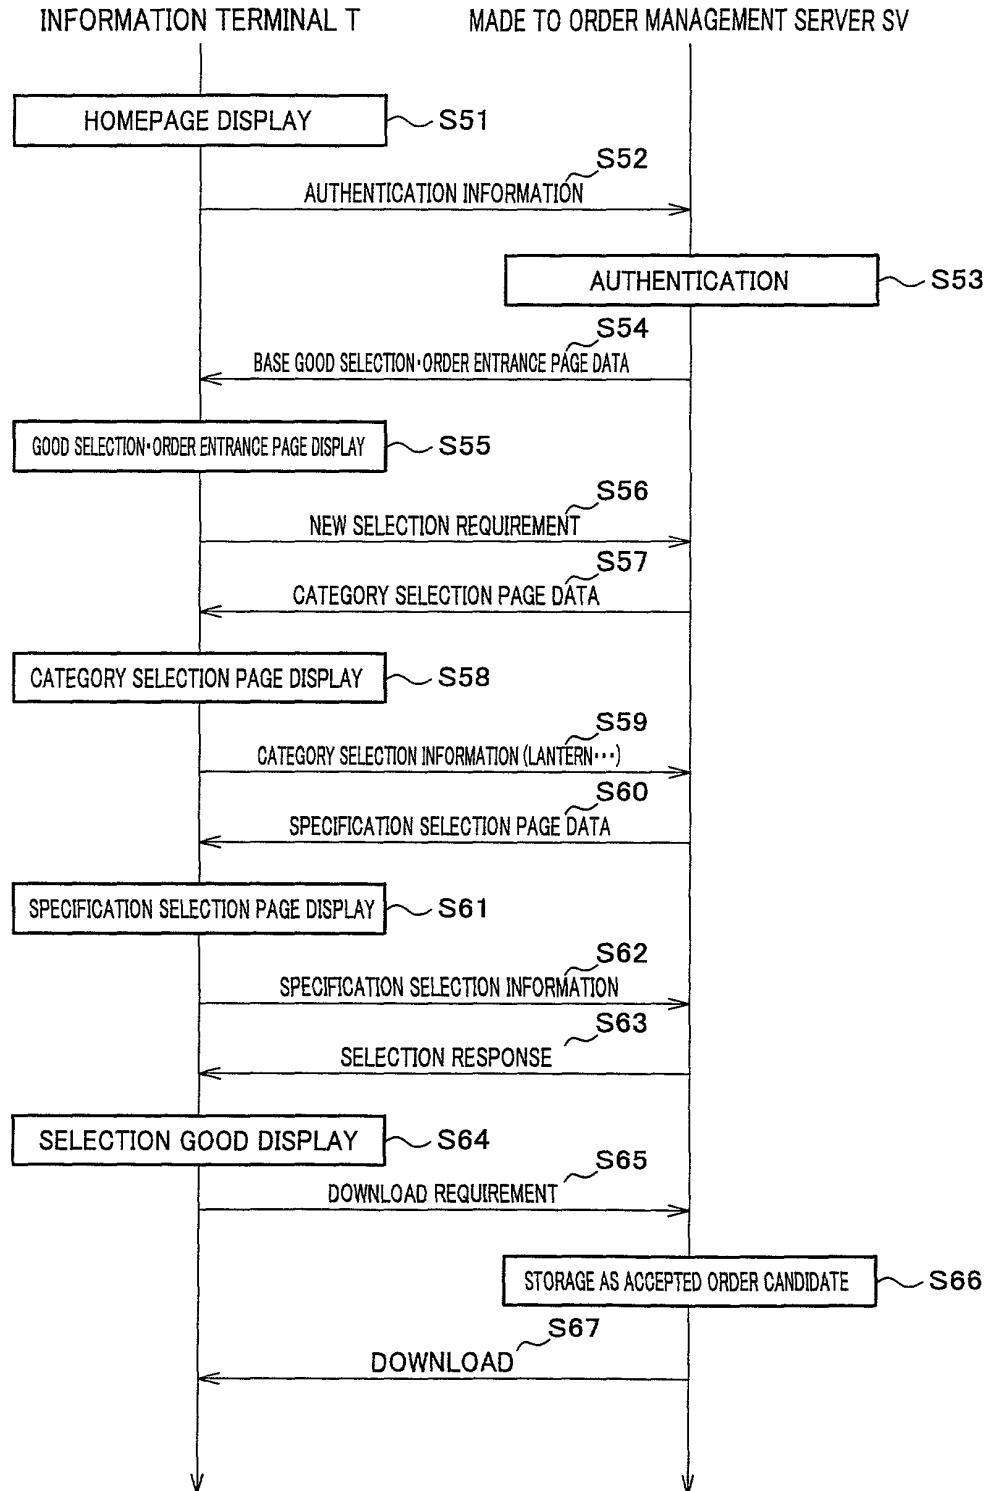 INFORMATION TERMINAL T
MADE TO ORDER MANAGEMENT SERVER SV
HOMEPAGE DISPLAY
S51
S52
AUTHENTICATION INFORMATION
AUTHENTICATION
S53
S54
BASE GOOD SELECTION・ORDER ENTRANCE PAGE DATA
GOOD SELECTION・ORDER ENTRANCE PAGE DISPLAY
S55
S56
NEW SELECTION REQUIREMENT
S57
CATEGORY SELECTION PAGE DATA
CATEGORY SELECTION PAGE DISPLAY
S58
S59
CATEGORY SELECTION INFORMATION (LANTERN・・・)
S60
SPECIFICATION SELECTION PAGE DATA
SPECIFICATION SELECTION PAGE DISPLAY
S61
S62
SPECIFICATION SELECTION INFORMATION
S63
SELECTION RESPONSE
SELECTION GOOD DISPLAY
S64
S65
DOWNLOAD REQUIREMENT
STORAGE AS ACCEPTED ORDER CANDIDATE
S66
S67
DOWNLOAD